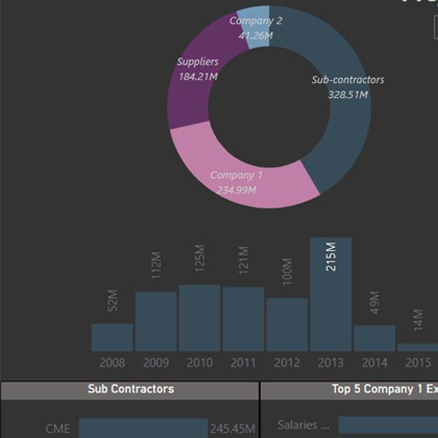 Company 2
41.26M
Suppliers
184.21M
Sub-contractors
328.51M
Company 1
234.99M
52M
112M
125M
121M
100M
215M
49M
14M
2008 2009 2010 2011 2012 2013 2014 2015
Sub Contractors Top 5 Company 1 Ex
CME 245.45M Salaries ...